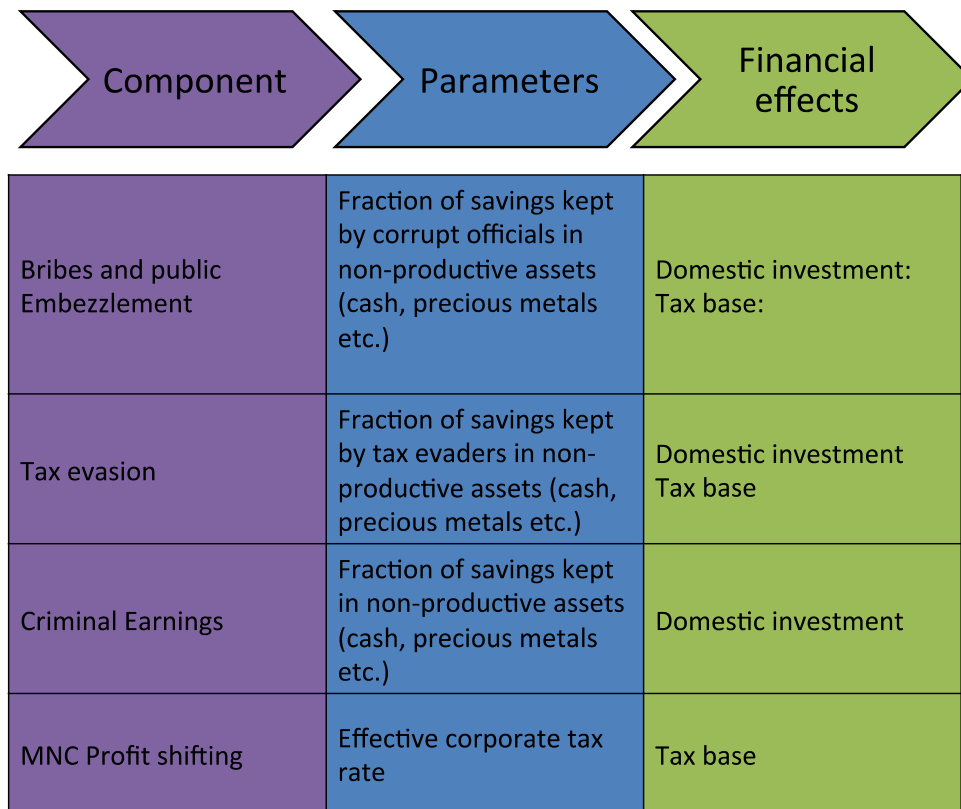 Component
Parameters
Financial
effects
Bribes and public
Embezzlement
Fraction of savings kept
by corrupt officials in
non-productive assets
(cash, precious metals
etc.)
Domestic investment:
Tax base:
Tax evasion
Fraction of savings kept
by tax evaders in non-
productive assets (cash,
precious metals etc.)
Domestic investment
Tax base
Criminal Earnings
Fraction of savings kept
in non-productive assets
(cash, precious metals
etc.)
Domestic investment
MNC Profit shifting
Effective corporate tax
rate
Tax base